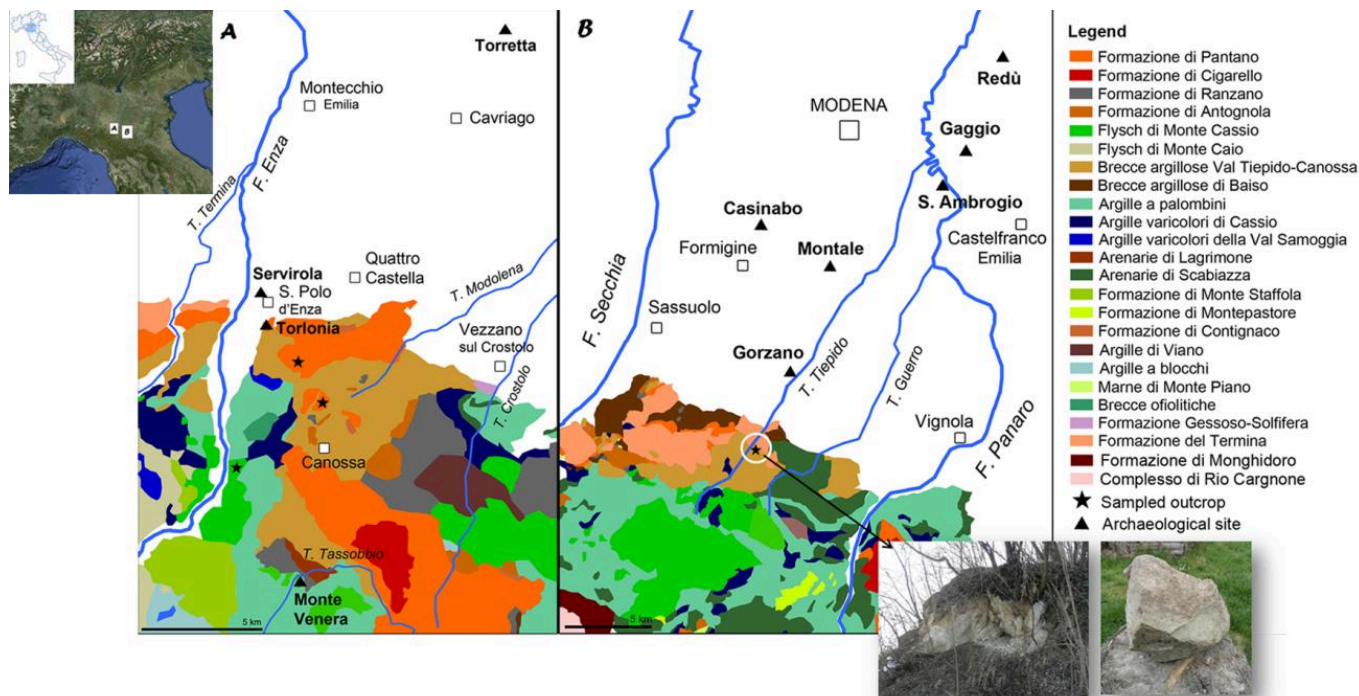 A
B
A
Torretta
Montecchio
Emilia
Cavriago
F. Enza
T. Termina
Servirola
S. Polo
d'Enza
Torlonia
Quattro
Castella
T. Modolena
Vezzano
sul Crostolo
T. Crostolo
Canossa
T. Tassobbio
Monte
Venera
5 km
B
Redù
MODENA
Gaggio
S. Ambrogio
Casinabo
Formigine
Montale
Castelfranco
Emilia
F. Secchia
Sassuolo
Gorzano
T. Tiepido
T. Guerro
Vignola
F. Panaro
5 km
Legend
Formazione di Pantano
Formazione di Cigarello
Formazione di Ranzano
Formazione di Antognola
Flysch di Monte Cassio
Flysch di Monte Caio
Brecce argillose Val Tiepido-Canossa
Brecce argillose di Baiso
Argille a palombini
Argille varicolori di Cassio
Argille varicolori della Val Samoggia
Arenarie di Lagrimone
Arenarie di Scabiazza
Formazione di Monte Staffola
Formazione di Montepastore
Formazione di Contignaco
Argille di Viano
Argille a blocchi
Marne di Monte Piano
Brecce ofiolitiche
Formazione Gessoso-Solfifera
Formazione del Termina
Formazione di Monghidoro
Complesso di Rio Cargnone
Sampled outcrop
Archaeological site